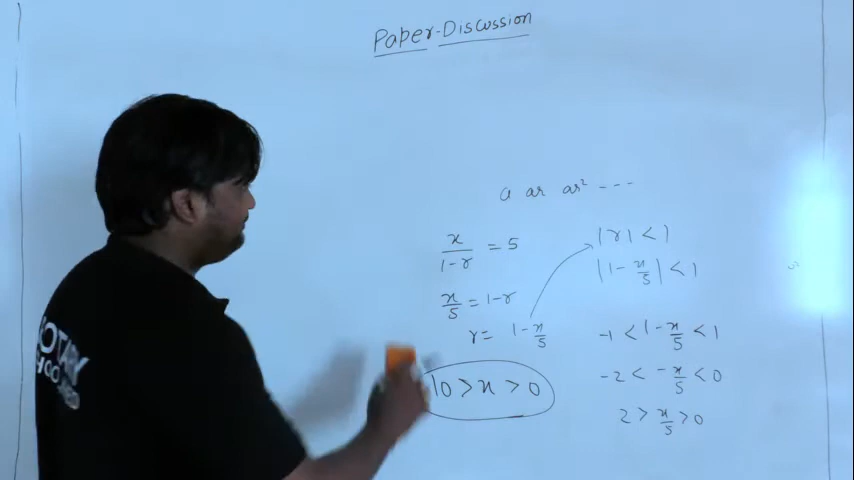 Paper-Discussion
a ar ar² ---
x/(1-r) = 5
x/5 = 1-r
r = 1-x/5
10 > x > 0
|r| < 1
|1-x/5| < 1
-1 < 1-x/5 < 1
-2 < -x/5 < 0
2 > x/5 > 0